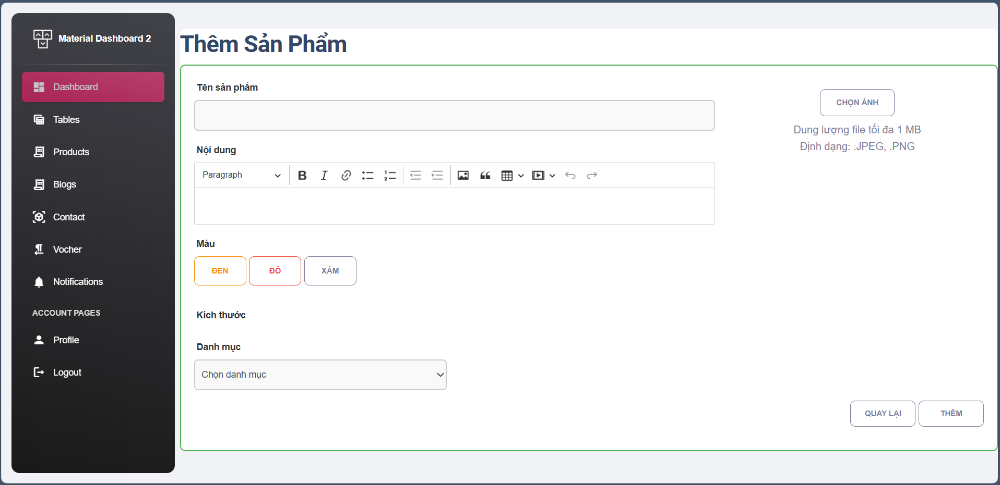 Material Dashboard 2
Dashboard
Tables
Products
Blogs
Contact
Vocher
Notifications
ACCOUNT PAGES
Profile
Logout
Thêm Sản Phẩm
Tên sản phẩm
Nội dung
Paragraph
Màu
ĐEN ĐỎ XÁM
Kích thước
Danh mục
Chọn danh mục
CHỌN ẢNH
Dung lượng file tối đa 1 MB
Định dạng: .JPEG, .PNG
QUAY LẠI THÊM